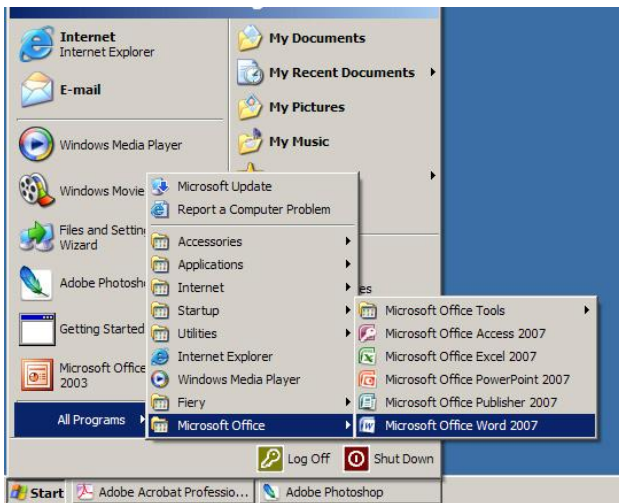 Internet
Internet Explorer
E-mail
Windows Media Player
Windows Movie
Files and Setting
Wizard
Adobe Photosh
Getting Started
Microsoft Office
2003
All Programs
My Documents
My Recent Documents
My Pictures
My Music
Microsoft Update
Report a Computer Problem
Accessories
Applications
Internet
Startup
Utilities
Internet Explorer
Windows Media Player
Fiery
Microsoft Office
es
Microsoft Office Tools
Microsoft Office Access 2007
Microsoft Office Excel 2007
Microsoft Office PowerPoint 2007
Microsoft Office Publisher 2007
Microsoft Office Word 2007
Log Off
Shut Down
Start
Adobe Acrobat Professio...
Adobe Photoshop